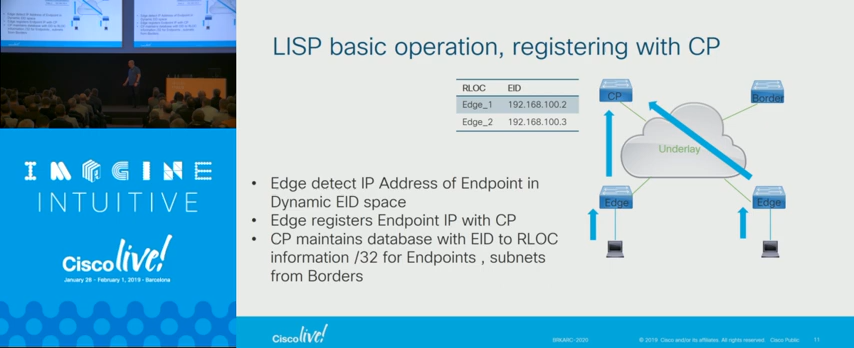 LISP basic operation, registering with CP
RLOC EID
Edge_1 192.168.100.2
Edge_2 192.168.100.3
CP
Border
Underlay
Edge
Edge
• Edge detect IP Address of Endpoint in
Dynamic EID space
• Edge registers Endpoint IP with CP
• CP maintains database with EID to RLOC
information /32 for Endpoints , subnets
from Borders
IMAGINE
INTUITIVE
Cisco live!
January 28 - February 1, 2019 - Barcelona
Cisco live!
BRKARC-2020
© 2019 Cisco and/or its affiliates. All rights reserved. Cisco Public
11